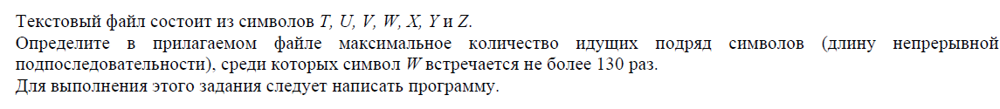 Текстовый файл состоит из символов T, U, V, W, X, Y и Z.
Определите в прилагаемом файле максимальное количество идущих подряд символов (длину непрерывной
подпоследовательности), среди которых символ W встречается не более 130 раз.
Для выполнения этого задания следует написать программу.